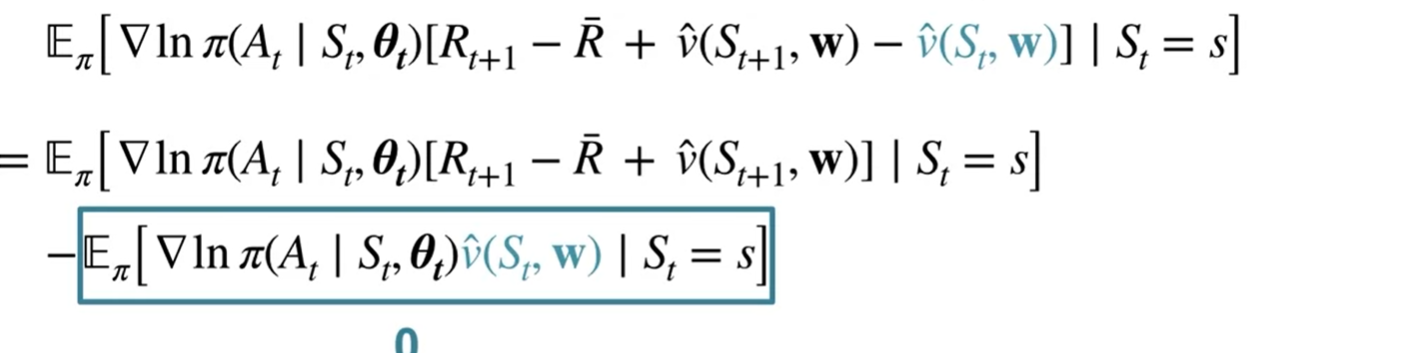 𝔼_π[∇ln π(A_t | S_t, θ_t)[R_{t+1} − R̄ + v̂(S_{t+1}, w) − v̂(S_t, w)] | S_t = s]
= 𝔼_π[∇ln π(A_t | S_t, θ_t)[R_{t+1} − R̄ + v̂(S_{t+1}, w)] | S_t = s]
−𝔼_π[∇ln π(A_t | S_t, θ_t)v̂(S_t, w) | S_t = s]
0